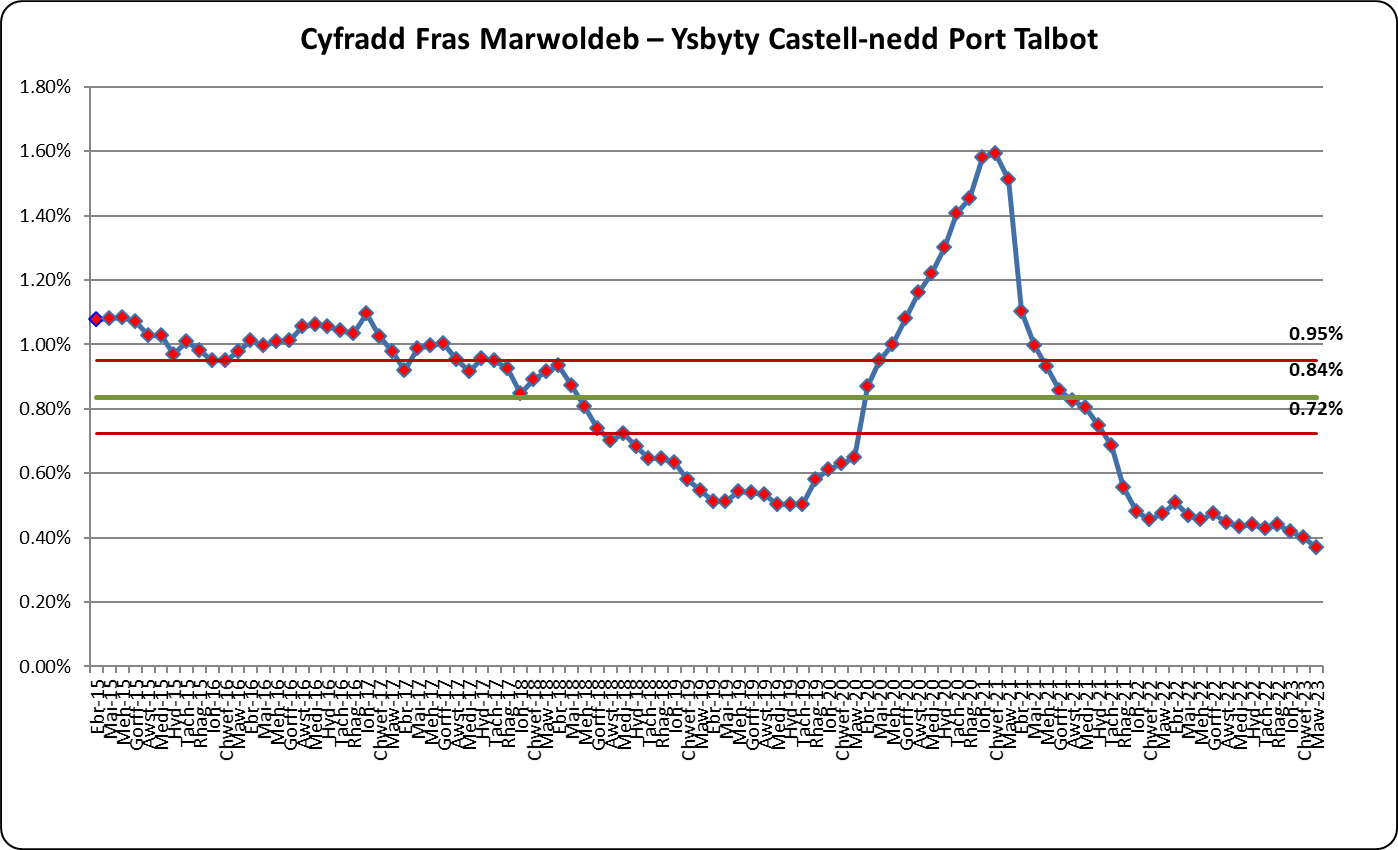 Cyfradd Fras Marwoldeb – Ysbyty Castell-nedd Port Talbot
1.80%
1.60%
1.40%
1.20%
1.00%
0.80%
0.60%
0.40%
0.20%
0.00%
0.95%
0.84%
0.72%
Ebr-15
Mai-15
Meh-15
Gorff-15
Awst-15
Medi-15
Hyd-15
Tach-15
Rhag-15
Ion-16
Chwef-16
Maw-16
Ebr-16
Mai-16
Meh-16
Gorff-16
Awst-16
Medi-16
Hyd-16
Tach-16
Rhag-16
Ion-17
Chwef-17
Maw-17
Ebr-17
Mai-17
Meh-17
Gorff-17
Awst-17
Medi-17
Hyd-17
Tach-17
Rhag-17
Ion-18
Chwef-18
Maw-18
Ebr-18
Mai-18
Meh-18
Gorff-18
Awst-18
Medi-18
Hyd-18
Tach-18
Rhag-18
Ion-19
Chwef-19
Maw-19
Ebr-19
Mai-19
Meh-19
Gorff-19
Awst-19
Medi-19
Hyd-19
Tach-19
Rhag-19
Ion-20
Chwef-20
Maw-20
Ebr-20
Mai-20
Meh-20
Gorff-20
Awst-20
Medi-20
Hyd-20
Tach-20
Rhag-20
Ion-21
Chwef-21
Maw-21
Ebr-21
Mai-21
Meh-21
Gorff-21
Awst-21
Medi-21
Hyd-21
Tach-21
Rhag-21
Ion-22
Chwef-22
Maw-22
Ebr-22
Mai-22
Meh-22
Gorff-22
Awst-22
Medi-22
Hyd-22
Tach-22
Rhag-22
Ion-23
Chwef-23
Maw-23